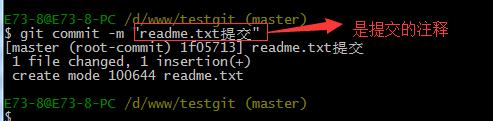 E73-8@E73-8-PC /d/www/testgit (master)
$ git commit -m "readme.txt提交" 是提交的注释
[master (root-commit) 1f05713] readme.txt提交
1 file changed, 1 insertion(+)
create mode 100644 readme.txt
E73-8@E73-8-PC /d/www/testgit (master)
$